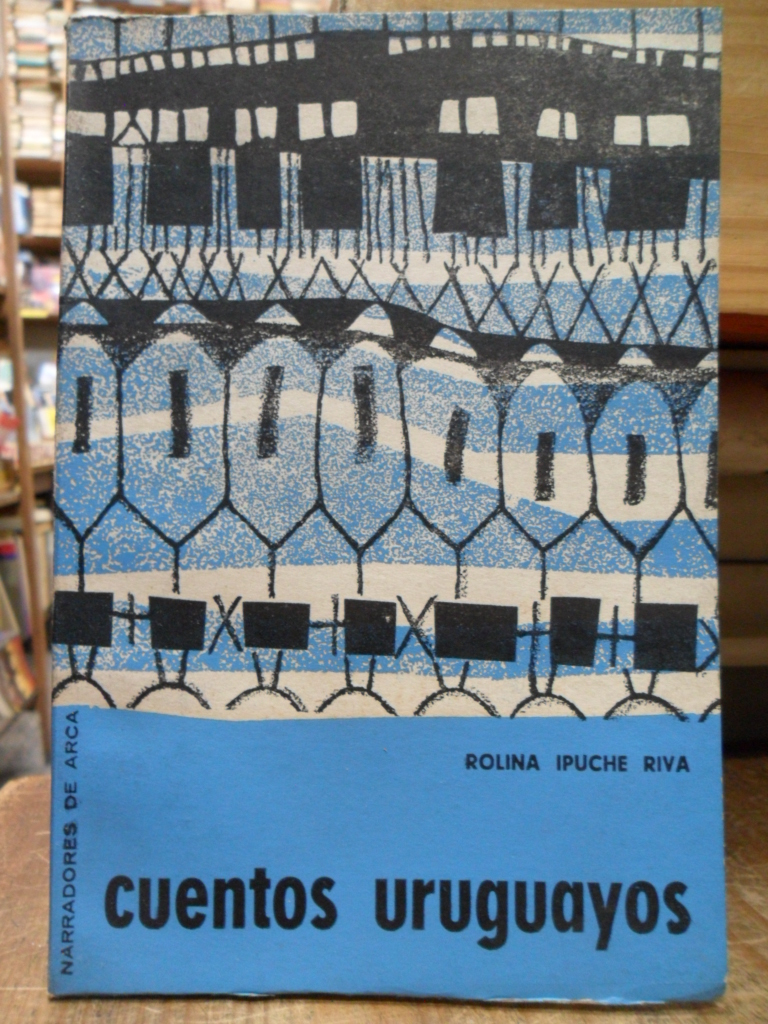 ROLINA IPUCHE RIVA
cuentos uruguayos
NARRADORES DE ARCA